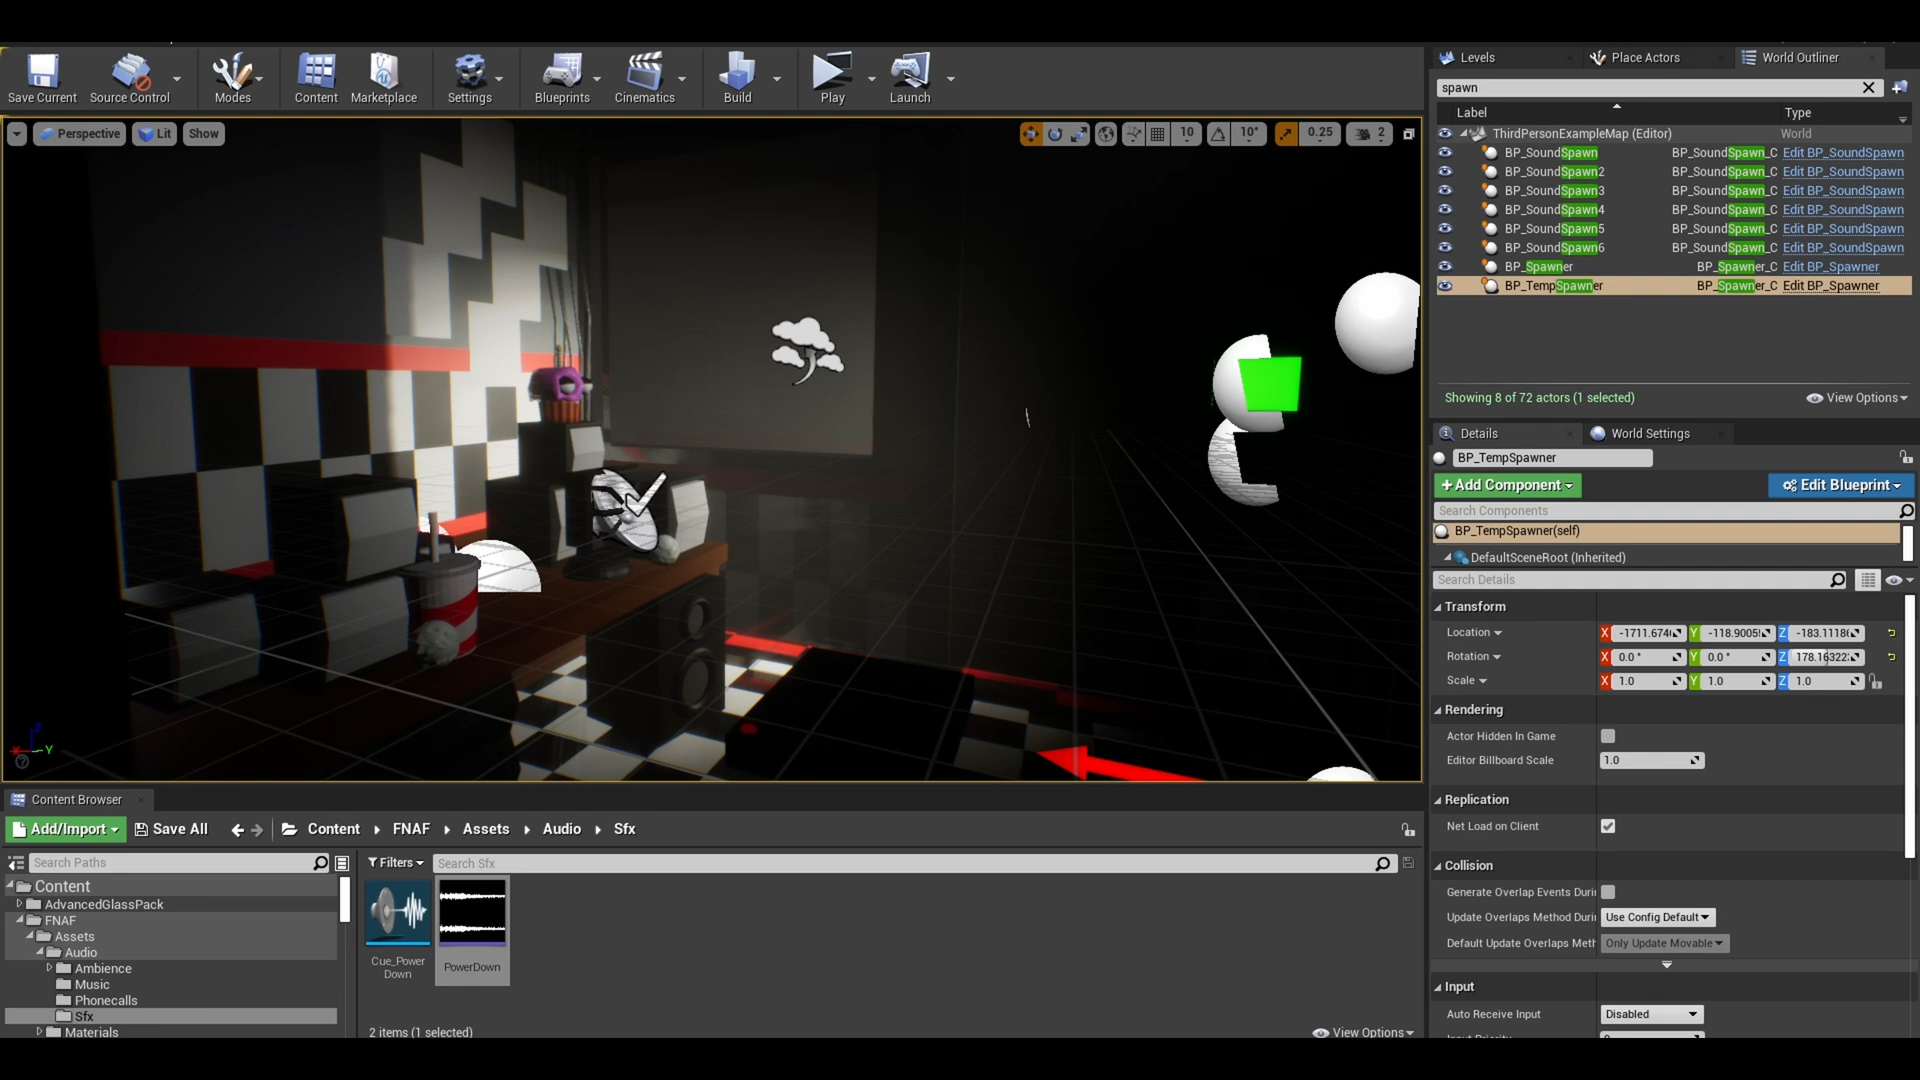 Save Current
Source Control
Modes
Content
Marketplace
Settings
Blueprints
Cinematics
Build
Play
Launch
Perspective
Lit
Show
10
10°
0.25
2
Levels
Place Actors
World Outliner
spawn
Label
Type
ThirdPersonExampleMap (Editor)
World
BP_SoundSpawn
BP_SoundSpawn_C
Edit BP_SoundSpawn
BP_SoundSpawn2
BP_SoundSpawn_C
Edit BP_SoundSpawn
BP_SoundSpawn3
BP_SoundSpawn_C
Edit BP_SoundSpawn
BP_SoundSpawn4
BP_SoundSpawn_C
Edit BP_SoundSpawn
BP_SoundSpawn5
BP_SoundSpawn_C
Edit BP_SoundSpawn
BP_SoundSpawn6
BP_SoundSpawn_C
Edit BP_SoundSpawn
BP_Spawner
BP_Spawner_C
Edit BP_Spawner
BP_TempSpawner
BP_Spawner_C
Edit BP_Spawner
Showing 8 of 72 actors (1 selected)
View Options
Details
World Settings
BP_TempSpawner
+Add Component
Edit Blueprint
Search Components
BP_TempSpawner(self)
DefaultSceneRoot (Inherited)
Search Details
Transform
Location
X
-1711.674
Y
-118.9005
Z
-183.1118
Rotation
X
0.0 °
Y
0.0 °
Z
178.16322
Scale
X
1.0
Y
1.0
Z
1.0
Rendering
Actor Hidden In Game
Editor Billboard Scale
1.0
Replication
Net Load on Client
Collision
Generate Overlap Events Duri
Update Overlaps Method Duri
Use Config Default
Default Update Overlaps Meth
Only Update Movable
Input
Auto Receive Input
Disabled
Z
X
Y
Content Browser
Add/Import
Save All
Content
FNAF
Assets
Audio
Sfx
Search Paths
Filters
Search Sfx
Content
AdvancedGlassPack
FNAF
Assets
Audio
Ambience
Music
Phonecalls
Sfx
Materials
Cue_Power
Down
PowerDown
2 items (1 selected)
View Options